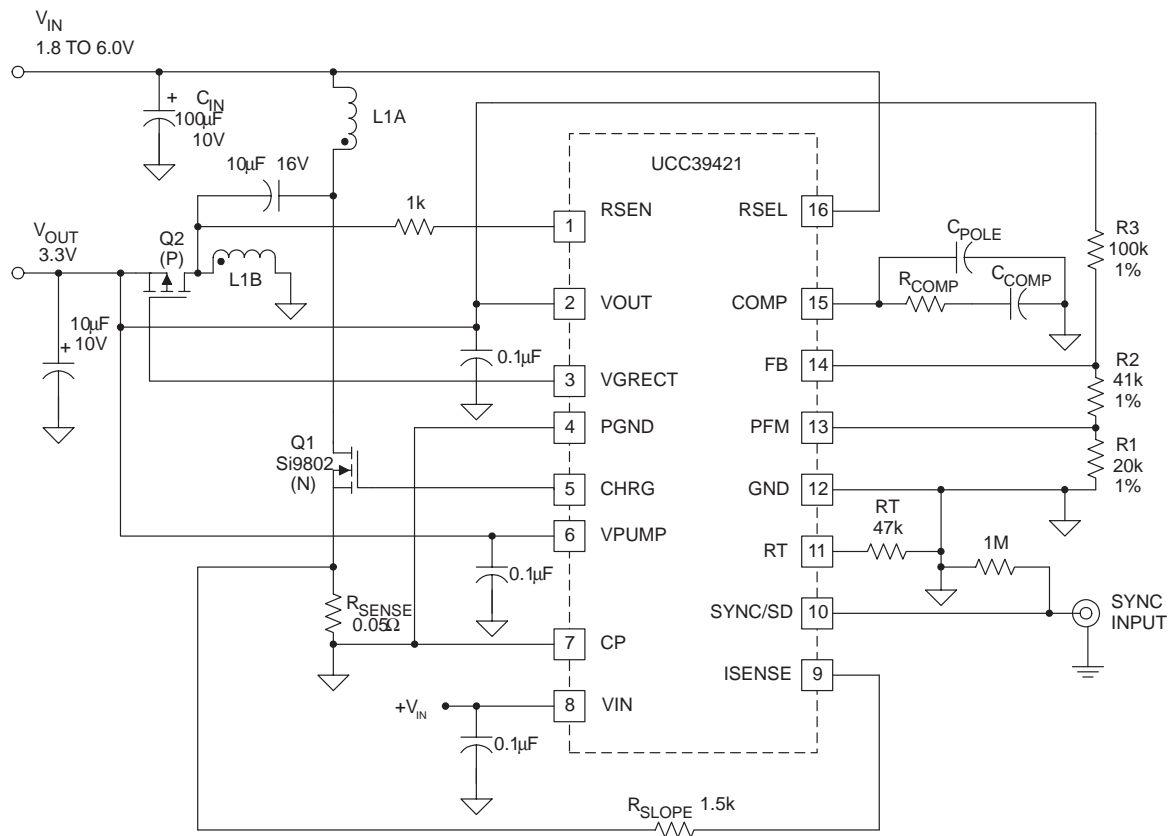 VIN
1.8 TO 6.0V
+
CIN
100µF
10V
L1A
10µF 16V
UCC39421
1k
1
RSEN
RSEL
16
VOUT
3.3V
Q2
(P)
L1B
CPOLE
R3
100k
1%
RCOMP
CCOMP
2
VOUT
COMP
15
10µF
10V
+
0.1µF
FB
14
R2
41k
1%
3
VGRECT
4
PGND
PFM
13
Q1
Si9802
(N)
R1
20k
1%
5
CHRG
GND
12
RT
47k
6
VPUMP
RT
11
1M
0.1µF
RSENSE
0.05Ω
SYNC/SD
10
SYNC
INPUT
7
CP
ISENSE
9
+VIN
8
VIN
0.1µF
RSLOPE 1.5k